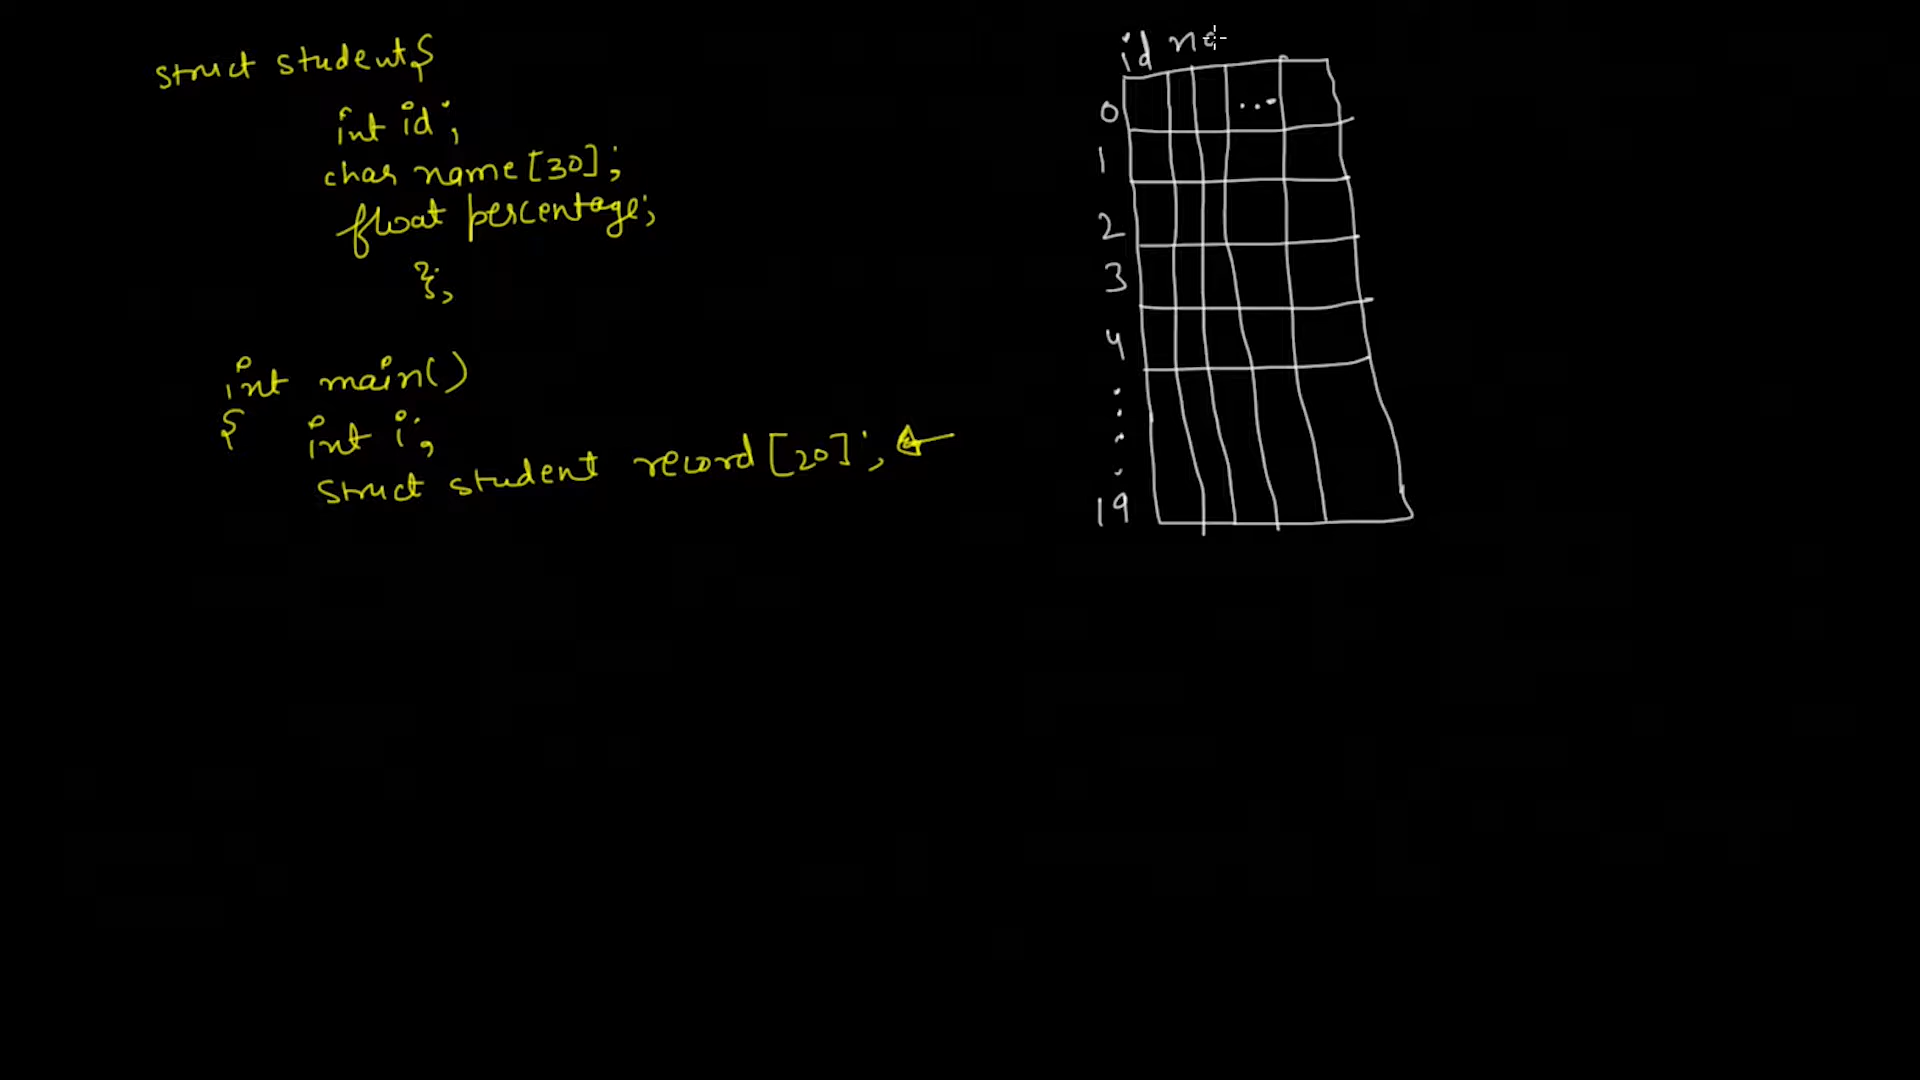 struct student{
int id;
char name[30];
float percentage;
};
int main()
{ int i;
struct student record[20];
id na
0
...
1
2
3
4
19